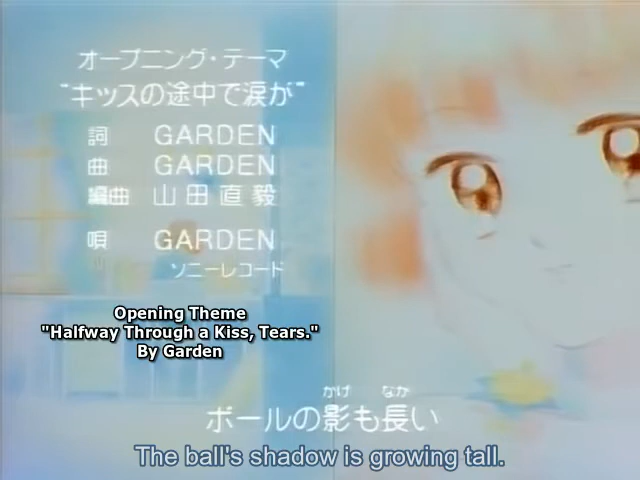 オープニング・テーマ
"キッスの途中で涙が"
詞 GARDEN
曲 GARDEN
編曲 山田直毅
唄 GARDEN
ソニーレコード
Opening Theme
"Halfway Through a Kiss, Tears."
By Garden
かげ なが
ボールの影も長い
The ball's shadow is growing tall.